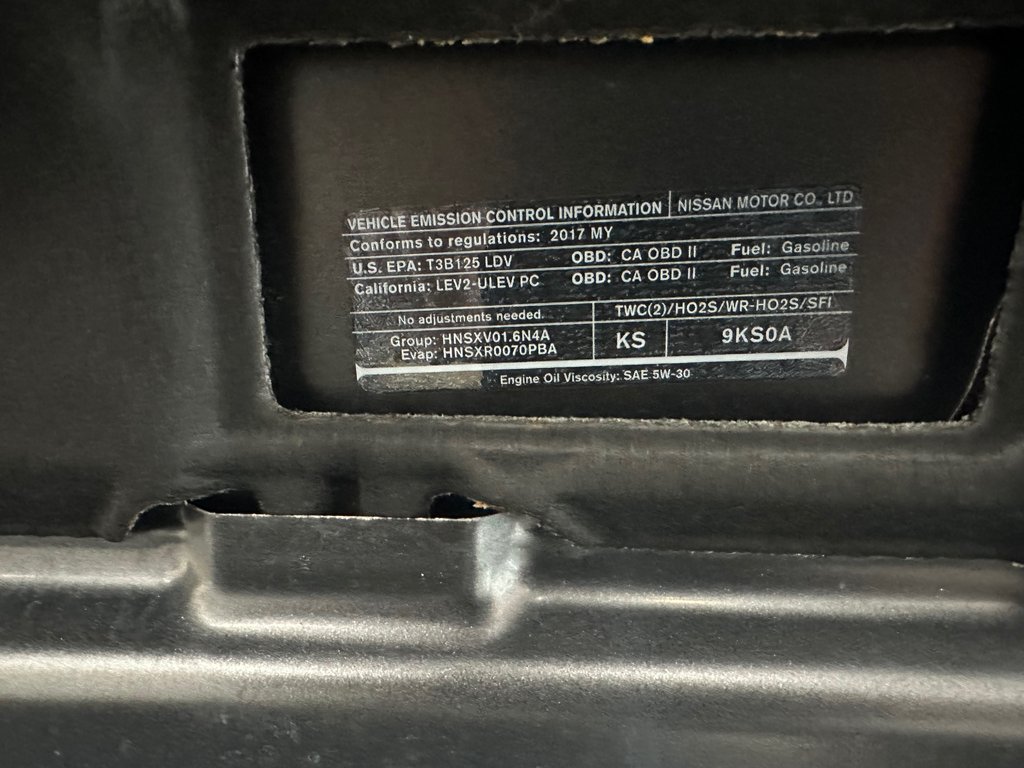 VEHICLE EMISSION CONTROL INFORMATION NISSAN MOTOR CO., LTD
Conforms to regulations: 2017 MY
U.S. EPA: T3B125 LDV OBD: CA OBD II Fuel: Gasoline
California: LEV2-ULEV PC OBD: CA OBD II Fuel: Gasoline
No adjustments needed. TWC(2)/HO2S/WR-HO2S/SFI
Group: HNSXV01.6N4A
Evap: HNSXR0070PBA
KS 9KS0A
Engine Oil Viscosity: SAE 5W-30